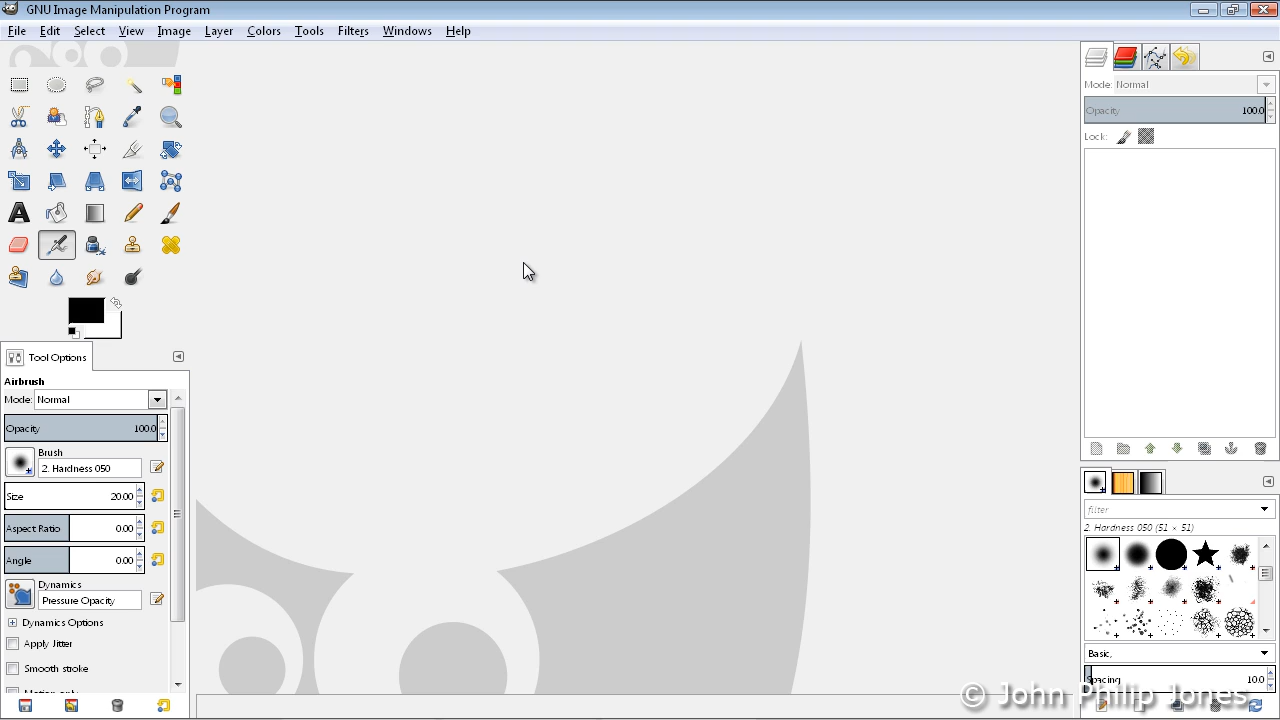 GNU Image Manipulation Program
File Edit Select View Image Layer Colors Tools Filters Windows Help
Mode: Normal
Opacity 100.0
Lock:
Tool Options
Airbrush
Mode: Normal
Opacity 100.0
Brush
2. Hardness 050
Size 20.00
Aspect Ratio 0.00
Angle 0.00
Dynamics
Pressure Opacity
Dynamics Options
Apply Jitter
Smooth stroke
Motion only
filter
2. Hardness 050 (51 × 51)
Basic,
Spacing 10.0
© John Philip Jones